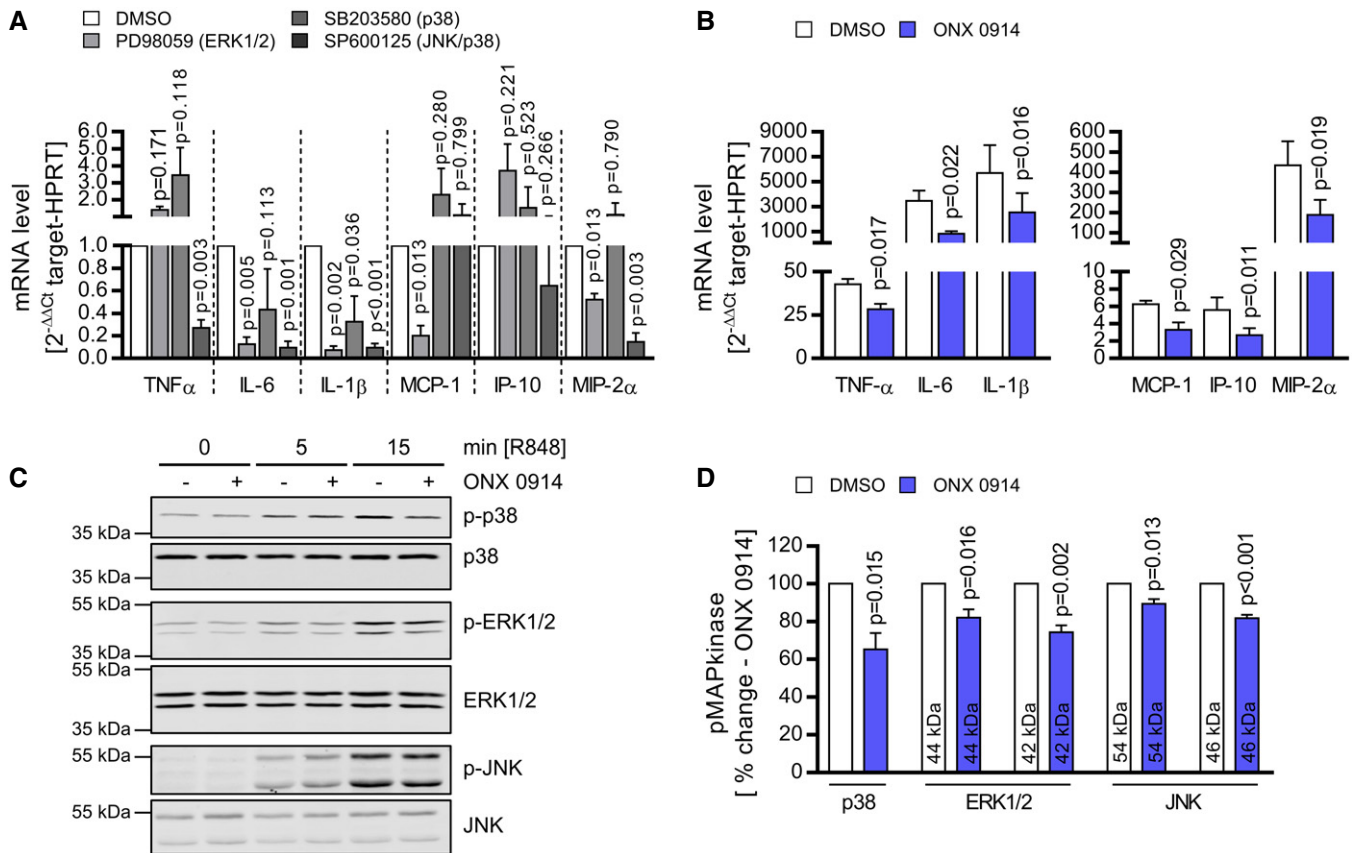 A
DMSO
SB203580 (p38)
PD98059 (ERK1/2)
SP600125 (JNK/p38)
mRNA level
[2^-ΔΔCt target-HPRT]
6.0
5.0
4.0
3.0
2.0
1.0
1.0
0.8
0.6
0.4
0.2
0.0
p=0.171
p=0.118
p=0.003
p=0.005
p=0.113
p=0.001
p=0.002
p=0.036
p<0.001
p=0.013
p=0.280
p=0.799
p=0.221
p=0.523
p=0.266
p=0.013
p=0.790
p=0.003
TNFα IL-6 IL-1β MCP-1 IP-10 MIP-2α
B
DMSO ONX 0914
mRNA level
[2^-ΔΔCt target-HPRT]
9000
7000
5000
3000
1000
50
25
0
p=0.017
p=0.022
p=0.016
TNF-α IL-6 IL-1β
600
500
400
300
200
100
6
4
2
0
p=0.029
p=0.011
p=0.019
MCP-1 IP-10 MIP-2α
C
0 5 15 min [R848]
- + - + - + ONX 0914
p-p38
35 kDa
p38
35 kDa
55 kDa
p-ERK1/2
35 kDa
55 kDa
ERK1/2
35 kDa
55 kDa
p-JNK
55 kDa
JNK
D
DMSO ONX 0914
pMAPkinase
[ % change - ONX 0914]
120
100
80
60
40
20
0
p=0.015
p=0.016
p=0.002
p=0.013
p<0.001
44 kDa
44 kDa
42 kDa
42 kDa
54 kDa
54 kDa
46 kDa
46 kDa
p38 ERK1/2 JNK